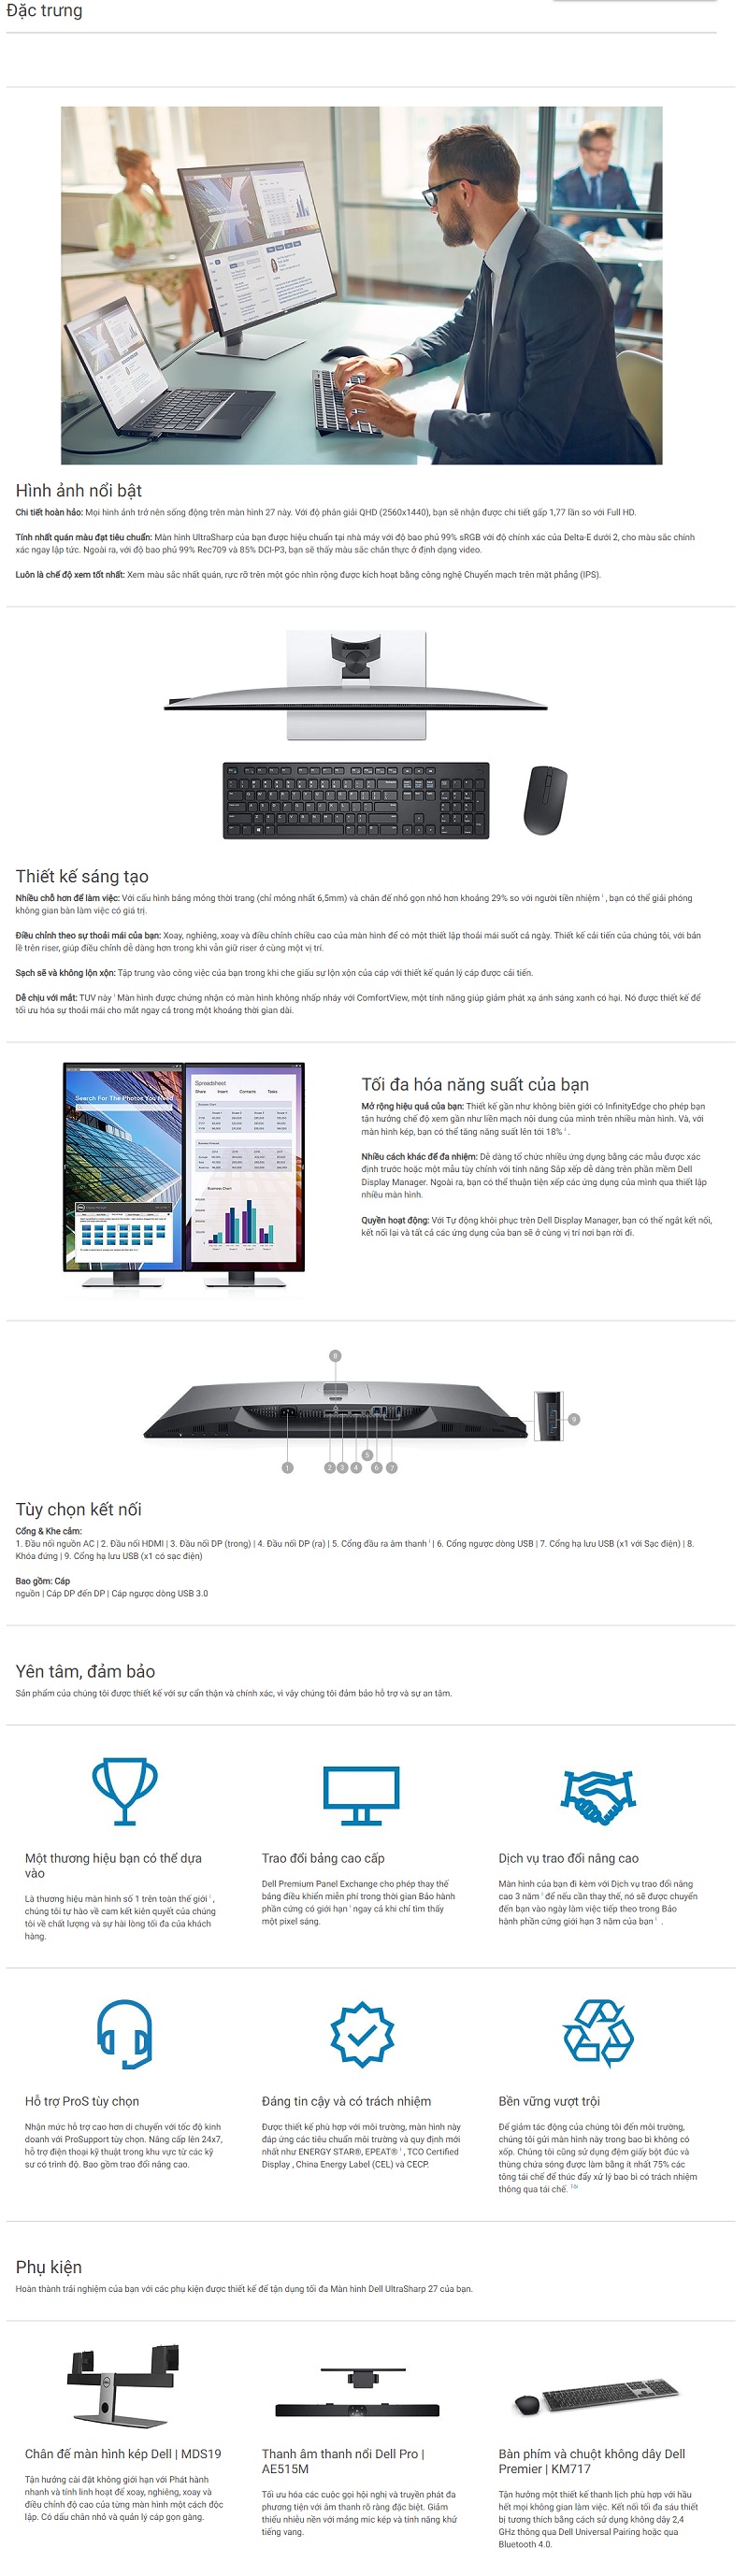 Đặc trưng
Hình ảnh nổi bật
Chi tiết hoàn hảo: Mọi hình ảnh trở nên sống động trên màn hình 27 này. Với độ phân giải QHD (2560x1440), bạn sẽ nhận được chi tiết gấp 1,77 lần so với Full HD.
Tính nhất quán màu đạt tiêu chuẩn: Màn hình UltraSharp của bạn được hiệu chuẩn tại nhà máy với độ bao phủ 99% sRGB với độ chính xác của Delta-E dưới 2, cho màu sắc chính
xác ngay lập tức. Ngoài ra, với độ bao phủ 99% Rec709 và 85% DCI-P3, bạn sẽ thấy màu sắc chân thực ở định dạng video.
Luôn là chế độ xem tốt nhất: Xem màu sắc nhất quán, rực rỡ trên một góc nhìn rộng được kích hoạt bằng công nghệ Chuyển mạch trên mặt phẳng (IPS).
Thiết kế sáng tạo
Nhiều chỗ hơn để làm việc: Với cấu hình bảng mỏng thời trang (chỉ mỏng nhất 6,5mm) và chân đế nhỏ gọn nhỏ hơn khoảng 29% so với người tiền nhiệm , bạn có thể giải phóng
không gian bàn làm việc có giá trị.
Điều chỉnh theo sự thoải mái của bạn: Xoay, nghiêng, xoay và điều chỉnh chiều cao của màn hình để có một thiết lập thoải mái suốt cả ngày. Thiết kế cải tiến của chúng tôi, với bản
lề trên riser, giúp điều chỉnh dễ dàng hơn trong khi vẫn giữ riser ở cùng một vị trí.
Sạch sẽ và không lộn xộn: Tập trung vào công việc của bạn trong khi che giấu sự lộn xộn của cáp với thiết kế quản lý cáp được cải tiến.
Dễ chịu với mắt: TUV này Màn hình được chứng nhận có màn hình không nhấp nháy với ComfortView, một tính năng giúp giảm phát xạ ánh sáng xanh có hại. Nó được thiết kế để
tối ưu hóa sự thoải mái cho mắt ngay cả trong một khoảng thời gian dài.
Search For The Photos You Need
Spreadsheet
Share Insert Contacts Tasks
Business Chart
Tối đa hóa năng suất của bạn
Mở rộng hiệu quả của bạn: Thiết kế gần như không biên giới có InfinityEdge cho phép bạn
tận hưởng chế độ xem gần như liền mạch nội dung của mình trên nhiều màn hình. Và, với
màn hình kép, bạn có thể tăng năng suất lên tới 18% .
Nhiều cách khác để đa nhiệm: Dễ dàng tổ chức nhiều ứng dụng bằng các mẫu được xác
định trước hoặc một mẫu tùy chỉnh với tính năng Sắp xếp dễ dàng trên phần mềm Dell
Display Manager. Ngoài ra, bạn có thể thuận tiện xếp các ứng dụng của mình qua thiết lập
nhiều màn hình.
Quyền hoạt động: Với Tự động khôi phục trên Dell Display Manager, bạn có thể ngắt kết nối,
kết nối lại và tất cả các ứng dụng của bạn sẽ ở cùng vị trí nơi bạn rời đi.
8
9
5
1 2 3 4 6 7
Tùy chọn kết nối
Cổng & Khe cắm:
1. Đầu nối nguồn AC | 2. Đầu nối HDMI | 3. Đầu nối DP (trong) | 4. Đầu nối DP (ra) | 5. Cổng đầu ra âm thanh | 6. Cổng ngược dòng USB | 7. Cổng hạ lưu USB (x1 với Sạc điện) | 8.
Khóa đứng | 9. Cổng hạ lưu USB (x1 có sạc điện)
Bao gồm: Cáp
nguồn | Cáp DP đến DP | Cáp ngược dòng USB 3.0
Yên tâm, đảm bảo
Sản phẩm của chúng tôi được thiết kế với sự cẩn thận và chính xác, vì vậy chúng tôi đảm bảo hỗ trợ và sự an tâm.
Một thương hiệu bạn có thể dựa
vào
Là thương hiệu màn hình số 1 trên toàn thế giới ,
chúng tôi tự hào về cam kết kiên quyết của chúng
tôi về chất lượng và sự hài lòng tối đa của khách
hàng.
Trao đổi bảng cao cấp
Dell Premium Panel Exchange cho phép thay thế
bảng điều khiển miễn phí trong thời gian Bảo hành
phần cứng có giới hạn ngay cả khi chỉ tìm thấy
một pixel sáng.
Dịch vụ trao đổi nâng cao
Màn hình của bạn đi kèm với Dịch vụ trao đổi nâng
cao 3 năm để nếu cần thay thế, nó sẽ được chuyển
đến bạn vào ngày làm việc tiếp theo trong Bảo
hành phần cứng giới hạn 3 năm của bạn .
Hỗ trợ ProS tùy chọn
Nhận mức hỗ trợ cao hơn di chuyển với tốc độ kinh
doanh với ProSupport tùy chọn. Nâng cấp lên 24x7,
hỗ trợ điện thoại kỹ thuật trong khu vực từ các kỹ
sư có trình độ. Bao gồm trao đổi nâng cao.
Đáng tin cậy và có trách nhiệm
Được thiết kế phù hợp với môi trường, màn hình này
đáp ứng các tiêu chuẩn môi trường và quy định mới
nhất như ENERGY STAR®, EPEAT® , TCO Certified
Display , China Energy Label (CEL) và CECP.
Bền vững vượt trội
Để giảm tác động của chúng tôi đến môi trường,
chúng tôi gửi màn hình này trong bao bì không có
xốp. Chúng tôi cũng sử dụng đệm giấy bột đúc và
thùng chứa sóng được làm bằng ít nhất 75% các
tông tái chế để thúc đẩy xử lý bao bì có trách nhiệm
thông qua tái chế. Tôi
Phụ kiện
Hoàn thành trải nghiệm của bạn với các phụ kiện được thiết kế để tận dụng tối đa Màn hình Dell UltraSharp 27 của bạn.
Chân đế màn hình kép Dell | MDS19
Tận hưởng cài đặt không giới hạn với Phát hành
nhanh và tính linh hoạt để xoay, nghiêng, xoay và
điều chỉnh độ cao của từng màn hình một cách độc
lập. Có dấu chân nhỏ và quản lý cáp gọn gàng.
Thanh âm thanh nổi Dell Pro |
AE515M
Tối ưu hóa các cuộc gọi hội nghị và truyền phát đa
phương tiện với âm thanh rõ ràng đặc biệt. Giảm
thiểu nhiễu nền với mảng mic kép và tính năng khử
tiếng vang.
Bàn phím và chuột không dây Dell
Premier | KM717
Tận hưởng một thiết kế thanh lịch phù hợp với hầu
hết mọi không gian làm việc. Kết nối tối đa sáu thiết
bị tương thích bằng cách sử dụng không dây 2,4
GHz thông qua Dell Universal Pairing hoặc qua
Bluetooth 4.0.